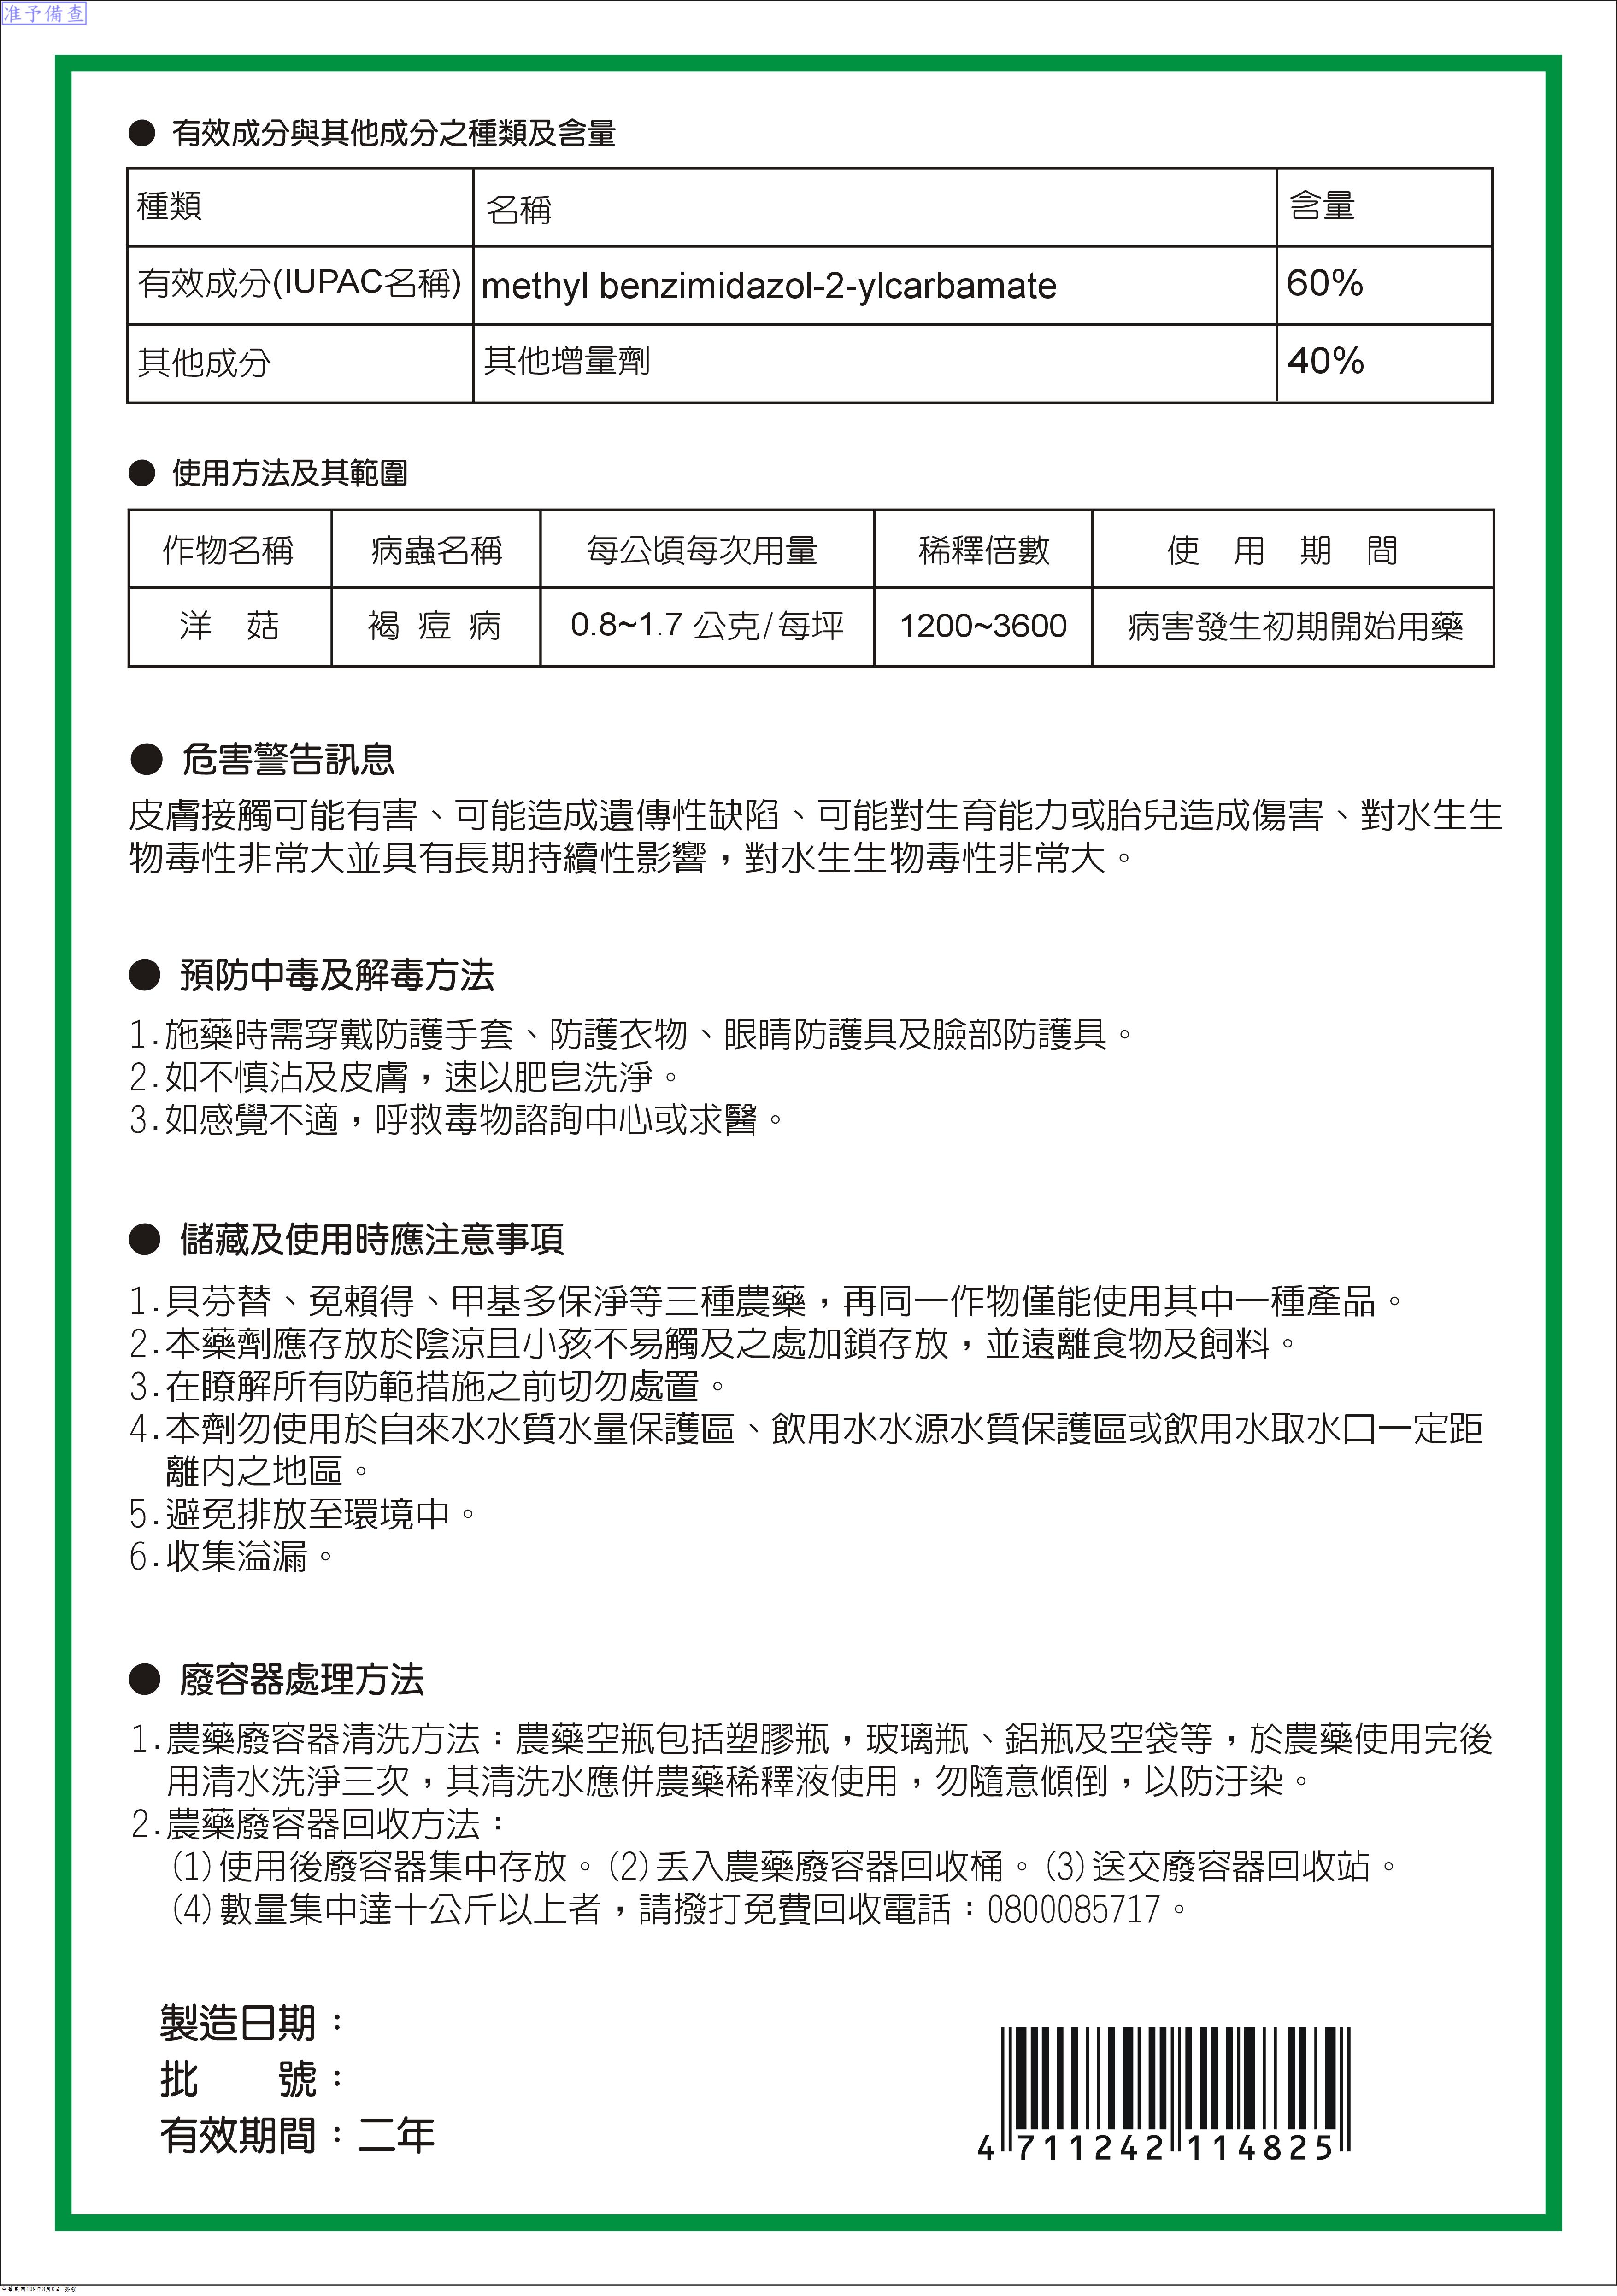 准予備查
● 有效成分與其他成分之種類及含量
種類 名稱 含量
有效成分(IUPAC名稱) methyl benzimidazol-2-ylcarbamate 60%
其他成分 其他增量劑 40%
● 使用方法及其範圍
作物名稱 病蟲名稱 每公頃每次用量 稀釋倍數 使 用 期 間
洋 菇 褐 痘 病 0.8~1.7 公克/每坪 1200~3600 病害發生初期開始用藥
● 危害警告訊息
皮膚接觸可能有害、可能造成遺傳性缺陷、可能對生育能力或胎兒造成傷害、對水生生
物毒性非常大並具有長期持續性影響，對水生生物毒性非常大。
● 預防中毒及解毒方法
1.施藥時需穿戴防護手套、防護衣物、眼睛防護具及臉部防護具。
2.如不慎沾及皮膚，速以肥皂洗淨。
3.如感覺不適，呼救毒物諮詢中心或求醫。
● 儲藏及使用時應注意事項
1.貝芬替、免賴得、甲基多保淨等三種農藥，再同一作物僅能使用其中一種產品。
2.本藥劑應存放於陰涼且小孩不易觸及之處加鎖存放，並遠離食物及飼料。
3.在瞭解所有防範措施之前切勿處置。
4.本劑勿使用於自來水水質水量保護區、飲用水水源水質保護區或飲用水取水口一定距
離內之地區。
5.避免排放至環境中。
6.收集溢漏。
● 廢容器處理方法
1.農藥廢容器清洗方法：農藥空瓶包括塑膠瓶，玻璃瓶、鋁瓶及空袋等，於農藥使用完後
用清水洗淨三次，其清洗水應併農藥稀釋液使用，勿隨意傾倒，以防汙染。
2.農藥廢容器回收方法：
(1)使用後廢容器集中存放。(2)丟入農藥廢容器回收桶。(3)送交廢容器回收站。
(4)數量集中達十公斤以上者，請撥打免費回收電話：0800085717。
製造日期：
批 號：
有效期間：二年
4 711242 114825
中華民國109年8月6日